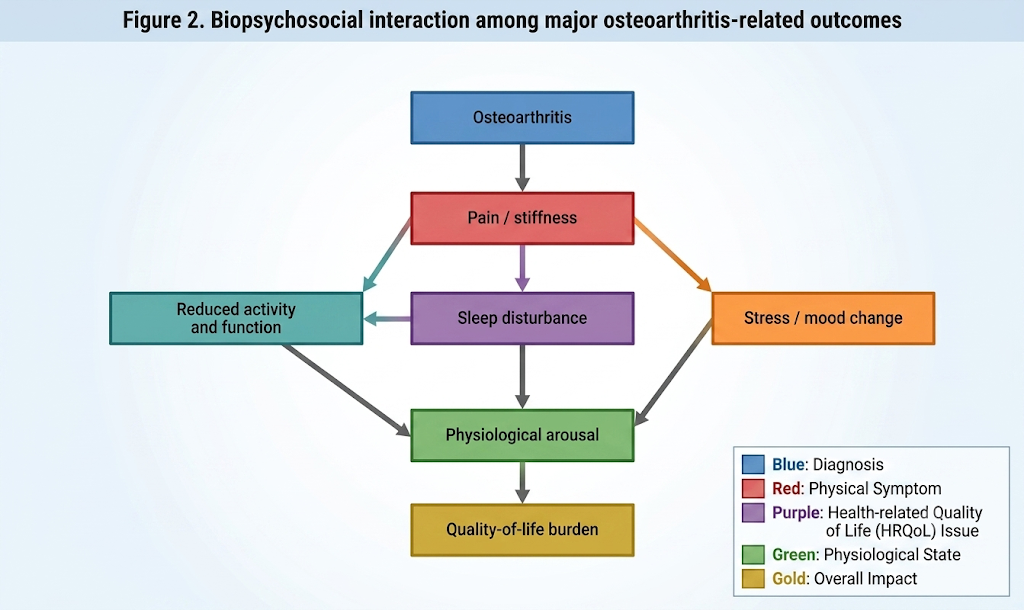 Figure 2. Biopsychosocial interaction among major osteoarthritis-related outcomes
Osteoarthritis
Pain / stiffness
Reduced activity
and function
Sleep disturbance
Stress / mood change
Physiological arousal
Quality-of-life burden
Blue: Diagnosis
Red: Physical Symptom
Purple: Health-related Quality
of Life (HRQoL) Issue
Green: Physiological State
Gold: Overall Impact